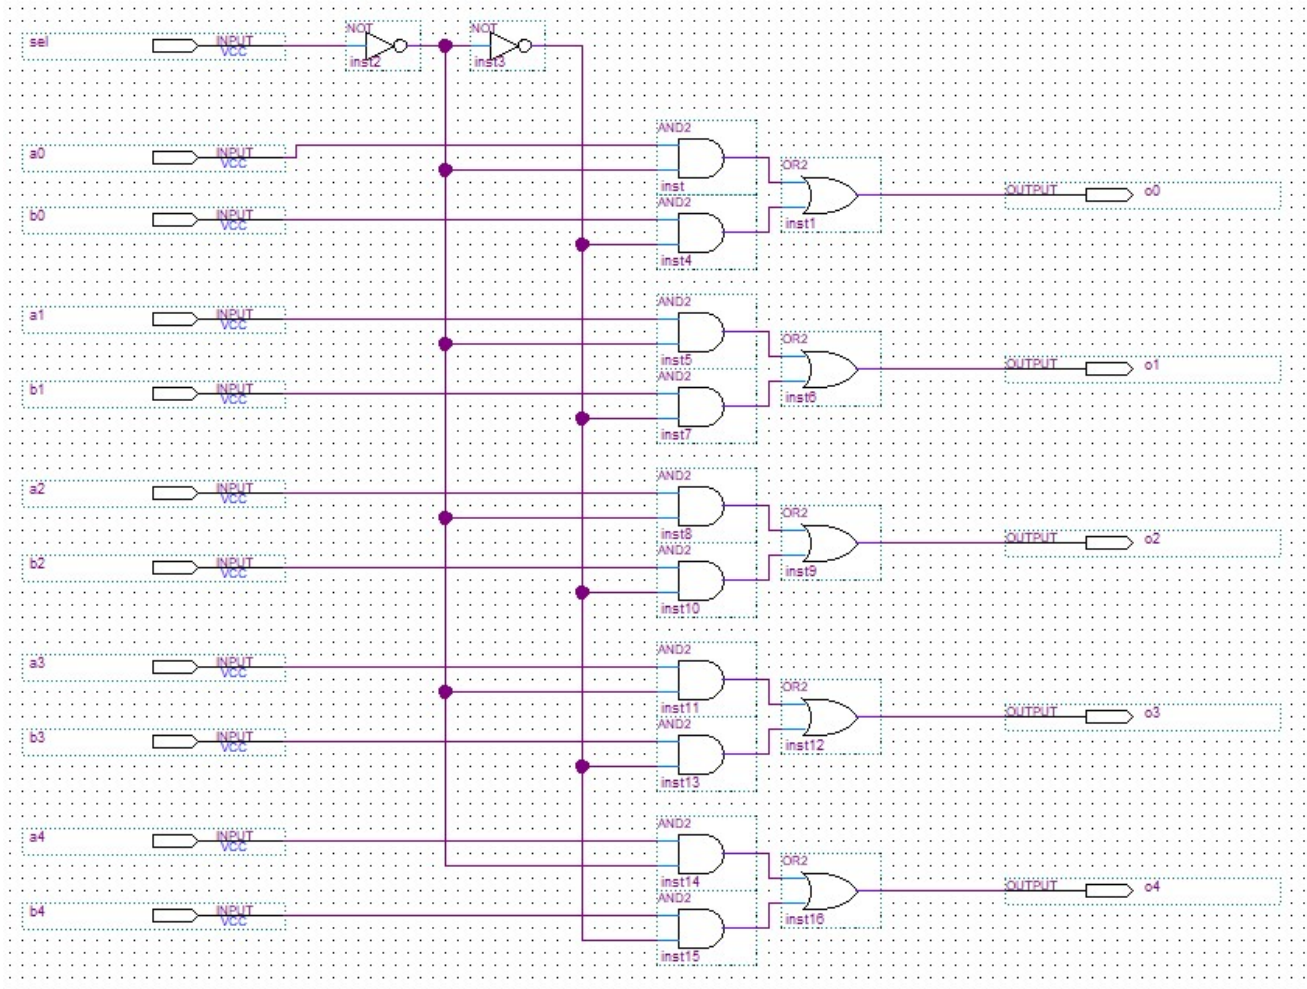 NOT NOT
sel INPUT
VCC
inst2 inst3
AND2
a0 INPUT
VCC
OR2
inst
o0 OUTPUT
AND2
b0 INPUT
VCC
inst1
inst4
AND2
a1 INPUT
VCC
OR2
inst5
OUTPUT o1
AND2
b1 INPUT
VCC
inst6
inst7
AND2
a2 INPUT
VCC
OR2
inst8
OUTPUT o2
AND2
b2 INPUT
VCC
inst9
inst10
AND2
a3 INPUT
VCC
OR2
inst11
OUTPUT o3
AND2
b3 INPUT
VCC
inst12
inst13
AND2
a4 INPUT
VCC
OR2
inst14
OUTPUT o4
AND2
b4 INPUT
VCC
inst16
inst15